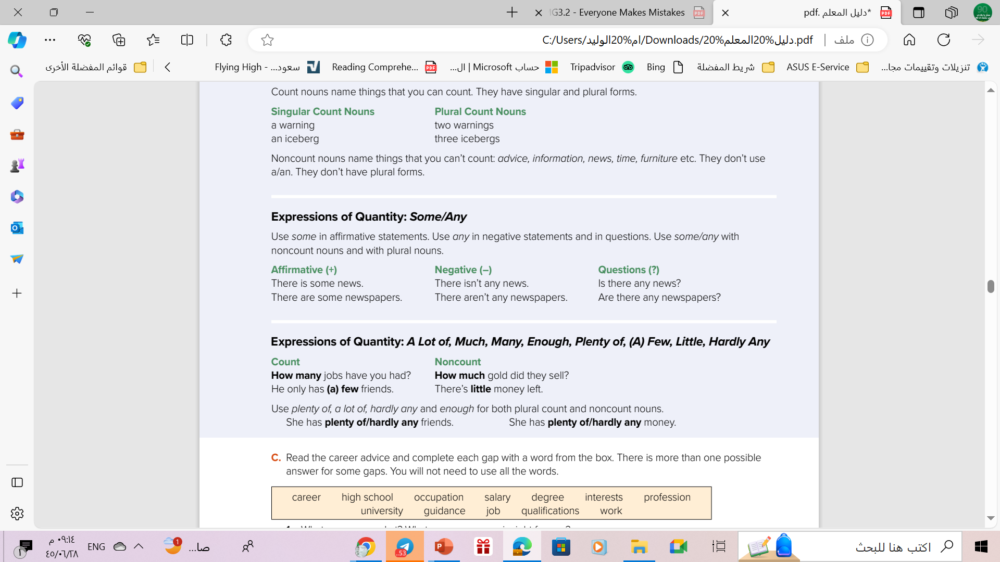 *دليل المعلم .pdf
G3.2 - Everyone Makes Mistakes
C:/Users/ام%20الوليد/Downloads/دليل%20المعلم%20.pdf
ملف
تنزيلات وتقييمات مجا...
ASUS E-Service
شريط المفضلة
Bing
Tripadvisor
حساب Microsoft | ال...
Reading Comprehe...
Flying High - سعود...
قوائم المفضلة الأخرى
Count nouns name things that you can count. They have singular and plural forms.
Singular Count Nouns Plural Count Nouns
a warning two warnings
an iceberg three icebergs
Noncount nouns name things that you can’t count: advice, information, news, time, furniture etc. They don’t use
a/an. They don’t have plural forms.
Expressions of Quantity: Some/Any
Use some in affirmative statements. Use any in negative statements and in questions. Use some/any with
noncount nouns and with plural nouns.
Affirmative (+) Negative (–) Questions (?)
There is some news. There isn’t any news. Is there any news?
There are some newspapers. There aren’t any newspapers. Are there any newspapers?
Expressions of Quantity: A Lot of, Much, Many, Enough, Plenty of, (A) Few, Little, Hardly Any
Count Noncount
How many jobs have you had? How much gold did they sell?
He only has (a) few friends. There’s little money left.
Use plenty of, a lot of, hardly any and enough for both plural count and noncount nouns.
She has plenty of/hardly any friends. She has plenty of/hardly any money.
C. Read the career advice and complete each gap with a word from the box. There is more than one possible
answer for some gaps. You will not need to use all the words.
career high school occupation salary degree interests profession
university guidance job qualifications work
٠٩:١٤ م
٤٥/٠٦/٢٨
ENG
صا...
اكتب هنا للبحث